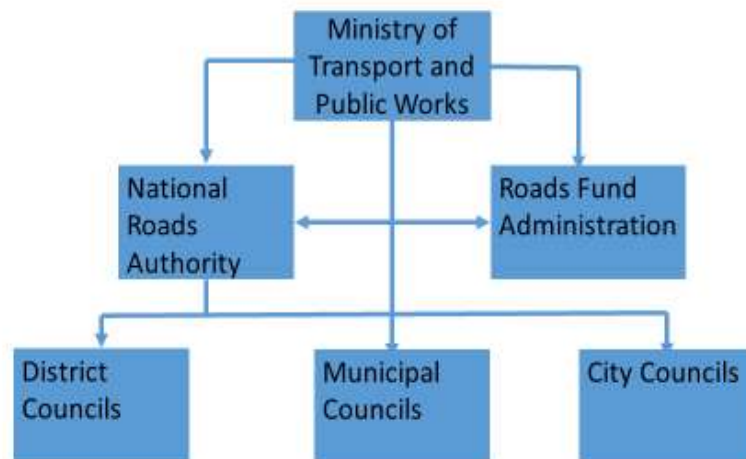 Ministry of
Transport and
Public Works
National
Roads
Authority
Roads Fund
Administration
District
Councils
Municipal
Councils
City Councils